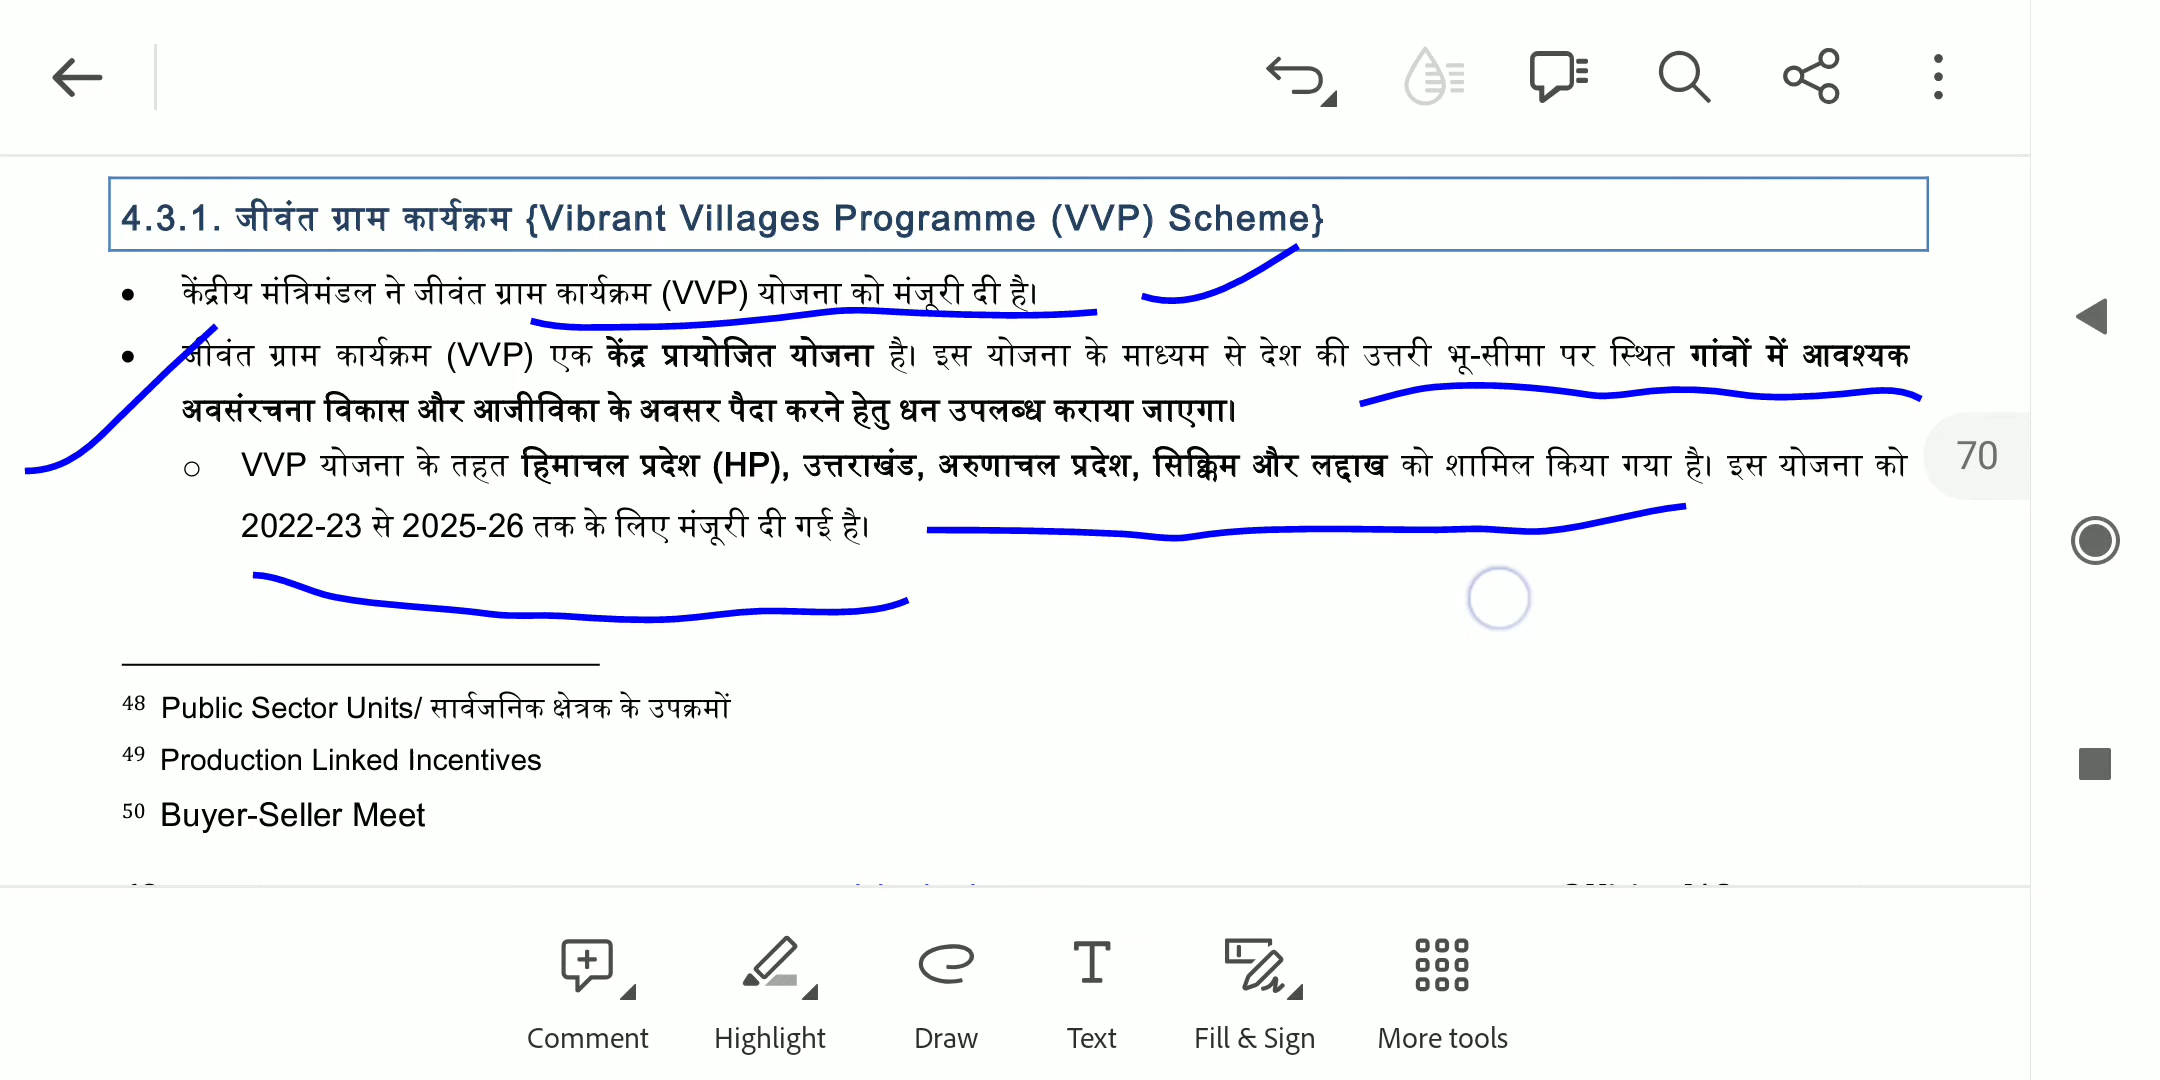 4.3.1. जीवंत ग्राम कार्यक्रम {Vibrant Villages Programme (VVP) Scheme}
• केंद्रीय मंत्रिमंडल ने जीवंत ग्राम कार्यक्रम (VVP) योजना को मंजूरी दी है।
• जीवंत ग्राम कार्यक्रम (VVP) एक केंद्र प्रायोजित योजना है। इस योजना के माध्यम से देश की उत्तरी भू-सीमा पर स्थित गांवों में आवश्यक
अवसंरचना विकास और आजीविका के अवसर पैदा करने हेतु धन उपलब्ध कराया जाएगा।
○ VVP योजना के तहत हिमाचल प्रदेश (HP), उत्तराखंड, अरुणाचल प्रदेश, सिक्किम और लद्दाख को शामिल किया गया है। इस योजना को
70
2022-23 से 2025-26 तक के लिए मंजूरी दी गई है।
48 Public Sector Units/ सार्वजनिक क्षेत्रक के उपक्रमों
49 Production Linked Incentives
50 Buyer-Seller Meet
Comment Highlight Draw Text Fill & Sign More tools